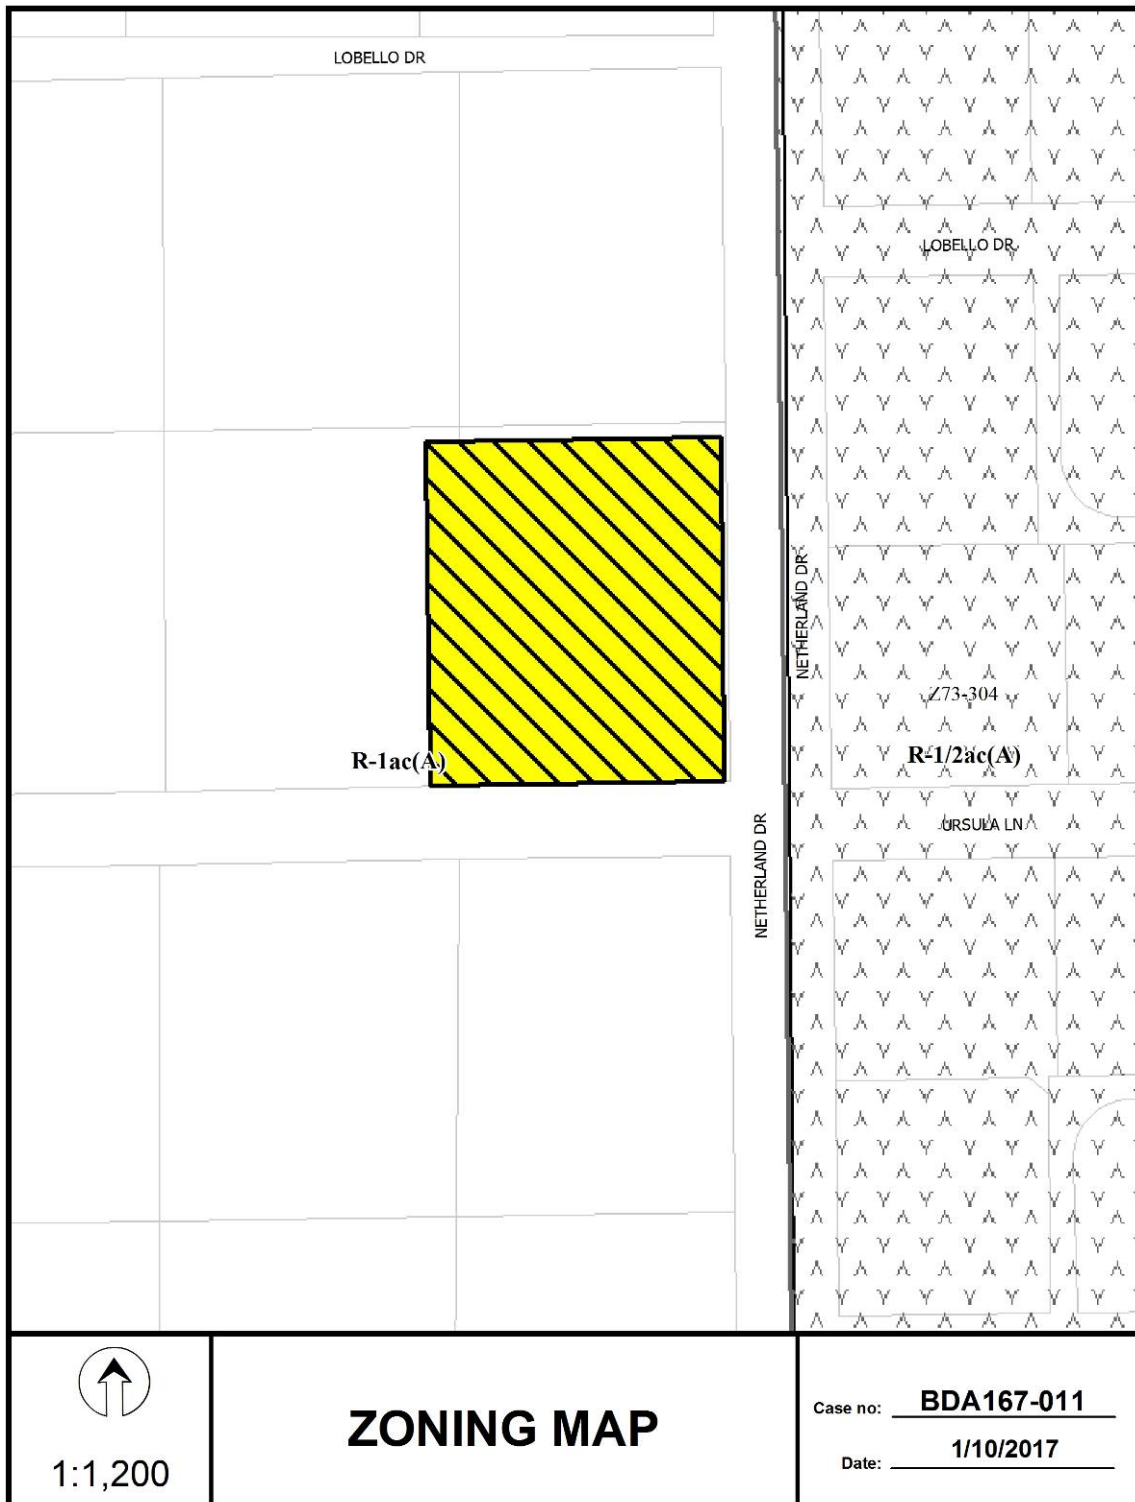 LOBELLO DR
LOBELLO DR
NETHERLAND DR
Z73-304
R-1ac(A)
R-1/2ac(A)
URSULA LN
NETHERLAND DR
1:1,200
ZONING MAP
Case no: BDA167-011
Date: 1/10/2017